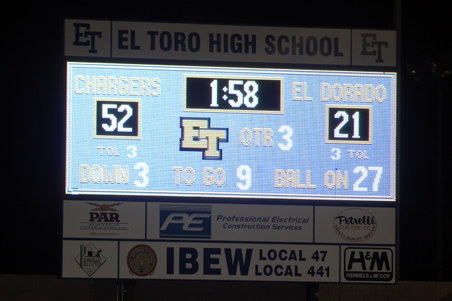 ET EL TORO HIGH SCHOOL ET
CHARGERS 1:58 EL DORADO
52 21
ET QTR 3
TOL 3 3 TOL
DOWN 3 TO GO 9 BALL ON 27
PAR
PE Professional Electrical
Construction Services
Petrelli
IBEW LOCAL 47
LOCAL 441
H&M